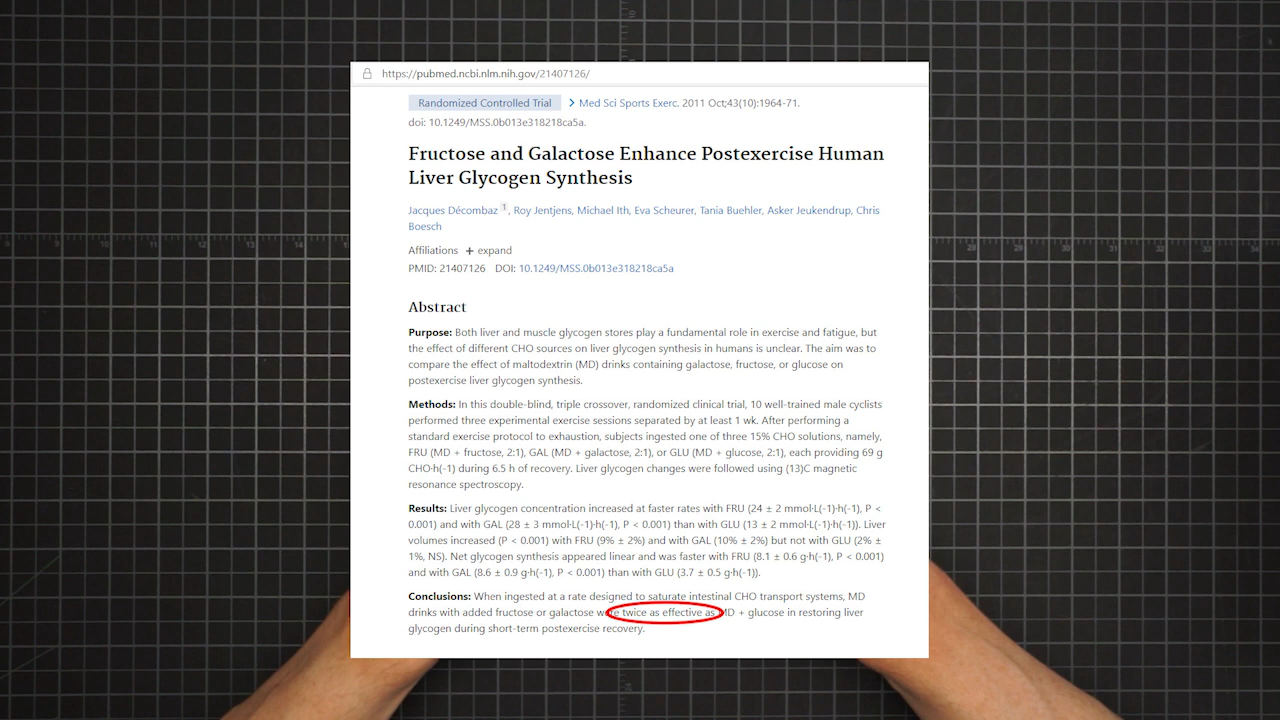 https://pubmed.ncbi.nlm.nih.gov/21407126/
Randomized Controlled Trial > Med Sci Sports Exerc. 2011 Oct;43(10):1964-71.
doi: 10.1249/MSS.0b013e318218ca5a.
Fructose and Galactose Enhance Postexercise Human
Liver Glycogen Synthesis
Jacques Décombaz 1, Roy Jentjens, Michael Ith, Eva Scheurer, Tania Buehler, Asker Jeukendrup, Chris
Boesch
Affiliations + expand
PMID: 21407126 DOI: 10.1249/MSS.0b013e318218ca5a
Abstract
Purpose: Both liver and muscle glycogen stores play a fundamental role in exercise and fatigue, but
the effect of different CHO sources on liver glycogen synthesis in humans is unclear. The aim was to
compare the effect of maltodextrin (MD) drinks containing galactose, fructose, or glucose on
postexercise liver glycogen synthesis.
Methods: In this double-blind, triple crossover, randomized clinical trial, 10 well-trained male cyclists
performed three experimental exercise sessions separated by at least 1 wk. After performing a
standard exercise protocol to exhaustion, subjects ingested one of three 15% CHO solutions, namely,
FRU (MD + fructose, 2:1), GAL (MD + galactose, 2:1), or GLU (MD + glucose, 2:1), each providing 69 g
CHO·h(-1) during 6.5 h of recovery. Liver glycogen changes were followed using (13)C magnetic
resonance spectroscopy.
Results: Liver glycogen concentration increased at faster rates with FRU (24 ± 2 mmol·L(-1)·h(-1), P <
0.001) and with GAL (28 ± 3 mmol·L(-1)·h(-1), P < 0.001) than with GLU (13 ± 2 mmol·L(-1)·h(-1)). Liver
volumes increased (P < 0.001) with FRU (9% ± 2%) and with GAL (10% ± 2%) but not with GLU (2% ±
1%, NS). Net glycogen synthesis appeared linear and was faster with FRU (8.1 ± 0.6 g·h(-1), P < 0.001)
and with GAL (8.6 ± 0.9 g·h(-1), P < 0.001) than with GLU (3.7 ± 0.5 g·h(-1)).
Conclusions: When ingested at a rate designed to saturate intestinal CHO transport systems, MD
drinks with added fructose or galactose were twice as effective as MD + glucose in restoring liver
glycogen during short-term postexercise recovery.